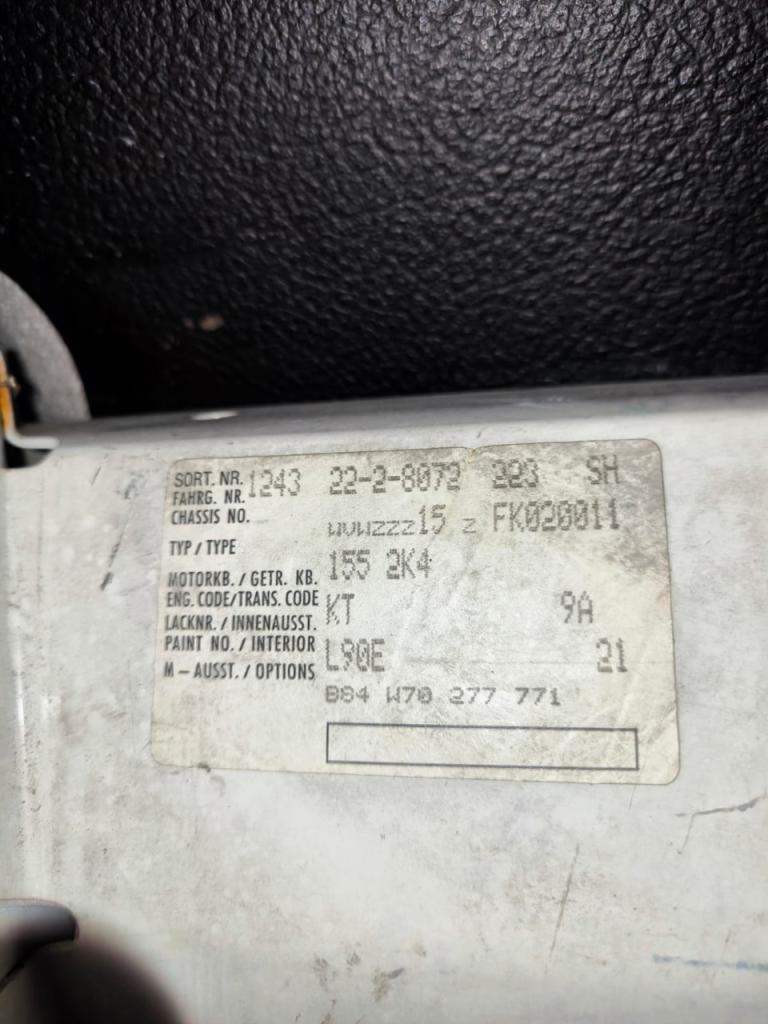 SORT. NR. 1243 22-2-8072 223 SH
FAHRG. NR.
CHASSIS NO. WVWZZZ15 Z FK020011
TYP / TYPE 155 2K4
MOTORKB. / GETR. KB.
ENG. CODE/TRANS. CODE KT 9A
LACKNR. / INNENAUSST.
PAINT NO. / INTERIOR L90E 21
M – AUSST. / OPTIONS B84 W70 277 771